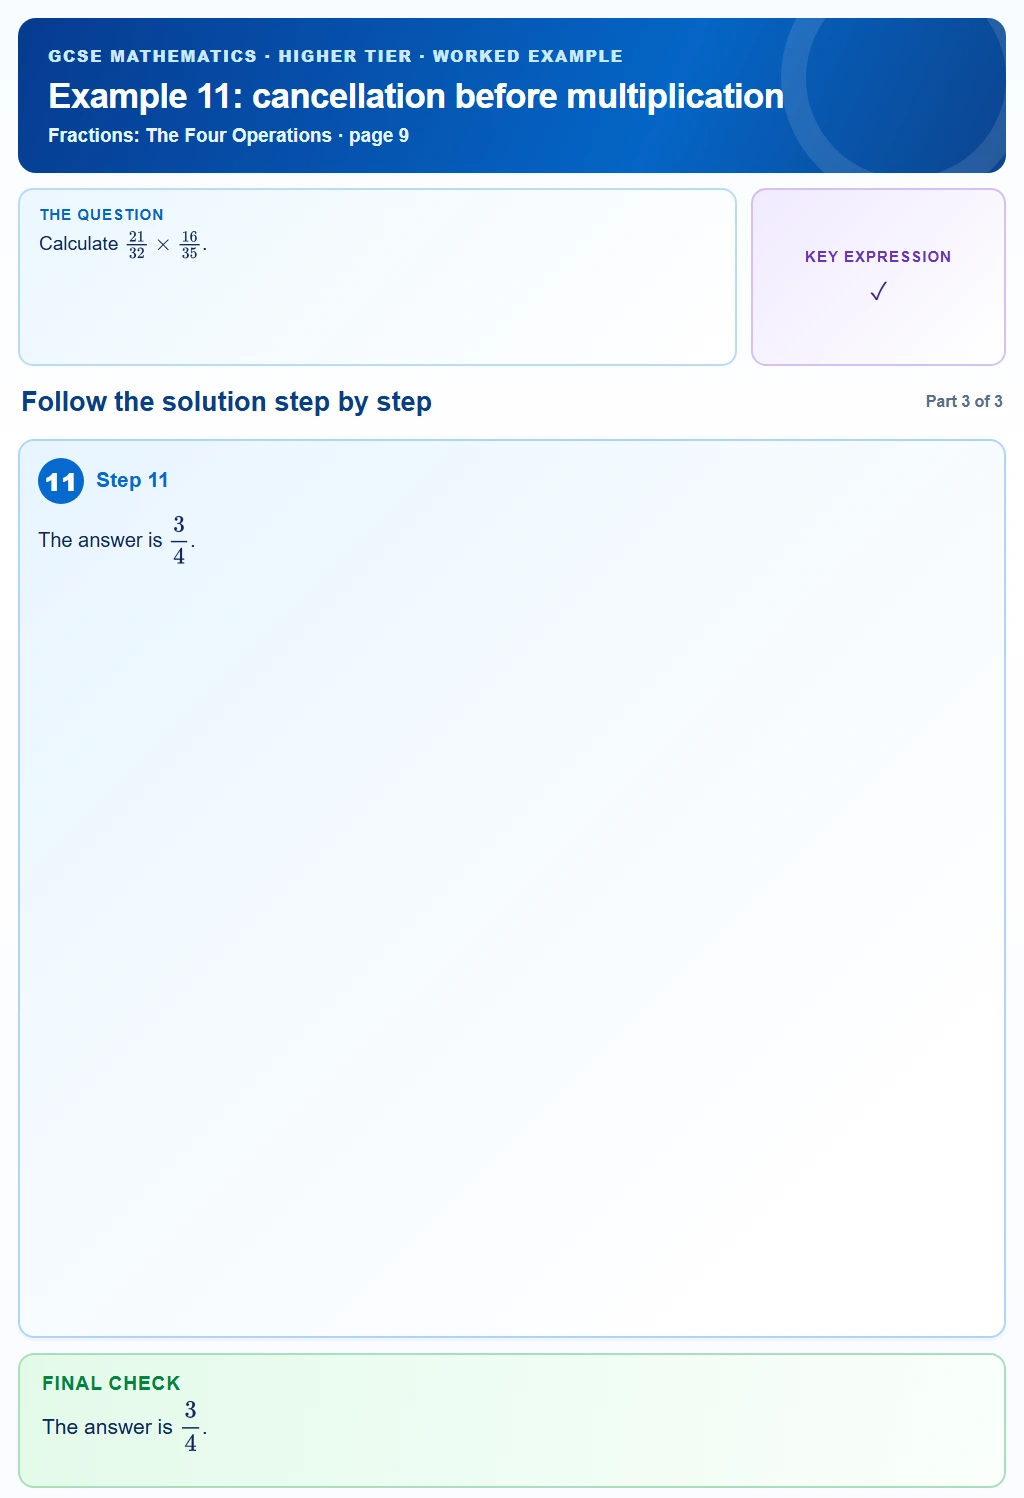 GCSE MATHEMATICS · HIGHER TIER · WORKED EXAMPLE
Example 11: cancellation before multiplication
Fractions: The Four Operations · page 9
THE QUESTION
Calculate 21/32 × 16/35.
KEY EXPRESSION
✓
Follow the solution step by step
Part 3 of 3
11 Step 11
The answer is 3/4.
FINAL CHECK
The answer is 3/4.